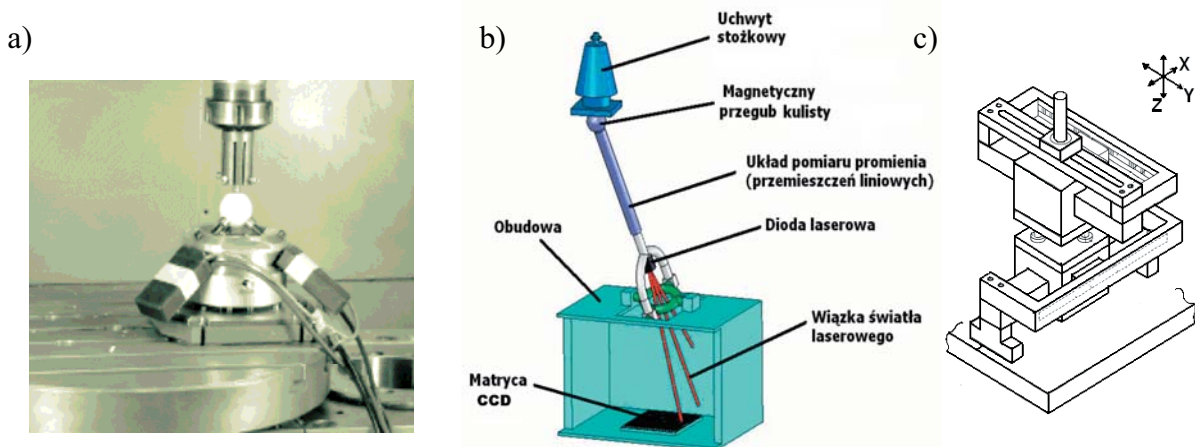 a)
b)
Uchwyt
stożkowy
Magnetyczny
przegub kulisty
Układ pomiaru promienia
(przemieszczeń liniowych)
Dioda laserowa
Obudowa
Wiązka światła
laserowego
Matryca
CCD
c)
X
Y
Z